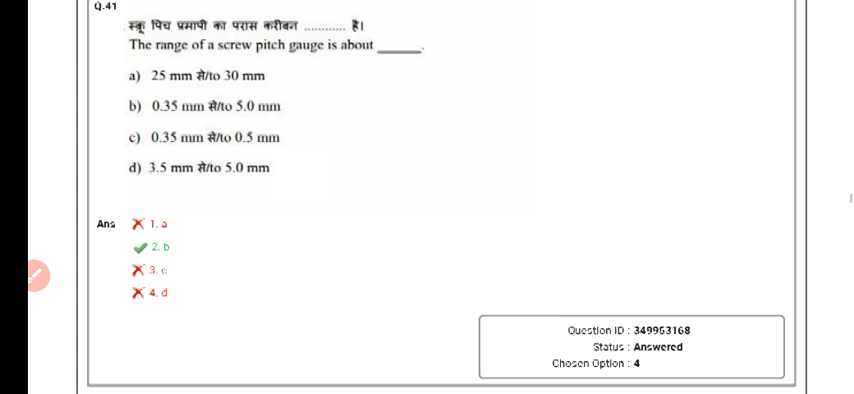 Q.41
स्क्रू पिच प्रमापी का परास करीबन ............ है।
The range of a screw pitch gauge is about ______.
a) 25 mm से/to 30 mm
b) 0.35 mm से/to 5.0 mm
c) 0.35 mm से/to 0.5 mm
d) 3.5 mm से/to 5.0 mm
Ans 1. a
2. b
3. c
4. d
Question ID : 349953168
Status : Answered
Chosen Option : 4